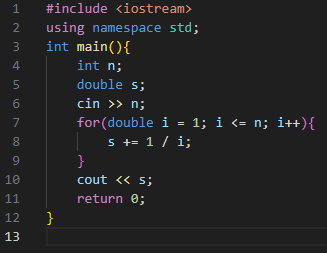 1 #include <iostream>
2 using namespace std;
3 int main(){
4     int n;
5     double s;
6     cin >> n;
7     for(double i = 1; i <= n; i++){
8         s += 1 / i;
9     }
10     cout << s;
11     return 0;
12 }
13